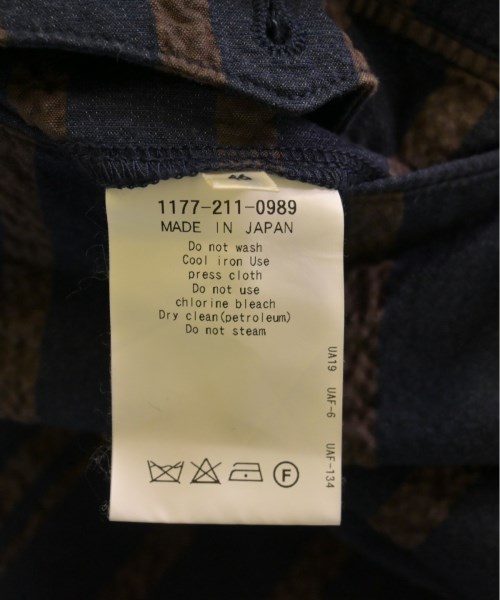 1177-211-0989
MADE IN JAPAN
Do not wash
Cool iron Use
press cloth
Do not use
chlorine bleach
Dry clean(petroleum)
Do not steam
UA19 UAF-6 UAF-134
F